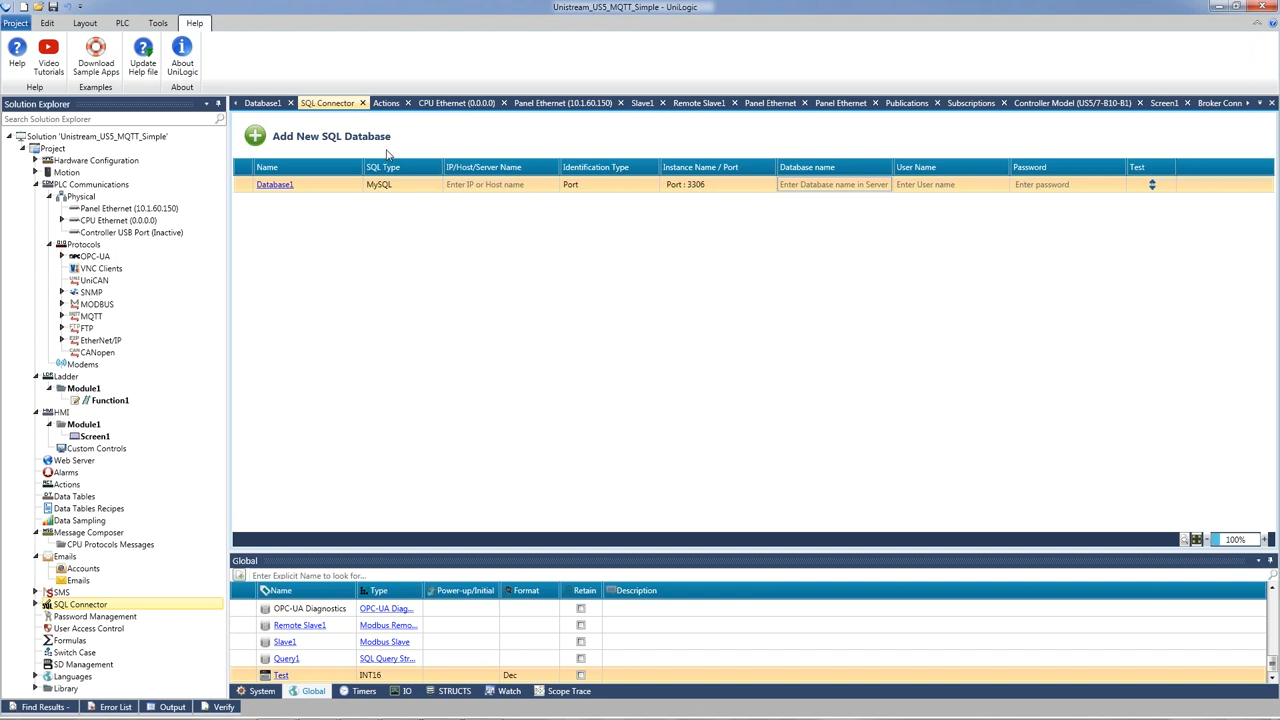 Unistream_US5_MQTT_Simple - UniLogic
Project Edit Layout PLC Tools Help
Help Video Tutorials Download Sample Apps Update Help file About UniLogic
Help Examples About
Solution Explorer
Search Solution Explorer
Solution 'Unistream_US5_MQTT_Simple'
Project
Hardware Configuration
Motion
PLC Communications
Physical
Panel Ethernet (10.1.60.150)
CPU Ethernet (0.0.0.0)
Controller USB Port (Inactive)
Protocols
OPC-UA
VNC Clients
UniCAN
SNMP
MODBUS
MQTT
FTP
EtherNet/IP
CANopen
Modems
Ladder
Module1
Function1
HMI
Module1
Screen1
Custom Controls
Web Server
Alarms
Actions
Data Tables
Data Tables Recipes
Data Sampling
Message Composer
CPU Protocols Messages
Emails
Accounts
Emails
SMS
SQL Connector
Password Management
User Access Control
Formulas
Switch Case
SD Management
Languages
Library
Database1 SQL Connector Actions CPU Ethernet (0.0.0.0) Panel Ethernet (10.1.60.150) Slave1 Remote Slave1 Panel Ethernet Panel Ethernet Publications Subscriptions Controller Model (US5/7-B10-B1) Screen1 Broker Conn
Add New SQL Database
Name SQL Type IP/Host/Server Name Identification Type Instance Name / Port Database name User Name Password Test
Database1 MySQL Enter IP or Host name Port Port : 3306 Enter Database name in Server Enter User name Enter password
100%
Global
Enter Explicit Name to look for...
Name Type Power-up/Initial Format Retain Description
OPC-UA Diagnostics OPC-UA Diag...
Remote Slave1 Modbus Remo...
Slave1 Modbus Slave
Query1 SQL Query Str...
Test INT16 Dec
System Global Timers IO STRUCTS Watch Scope Trace
Find Results - Error List Output Verify